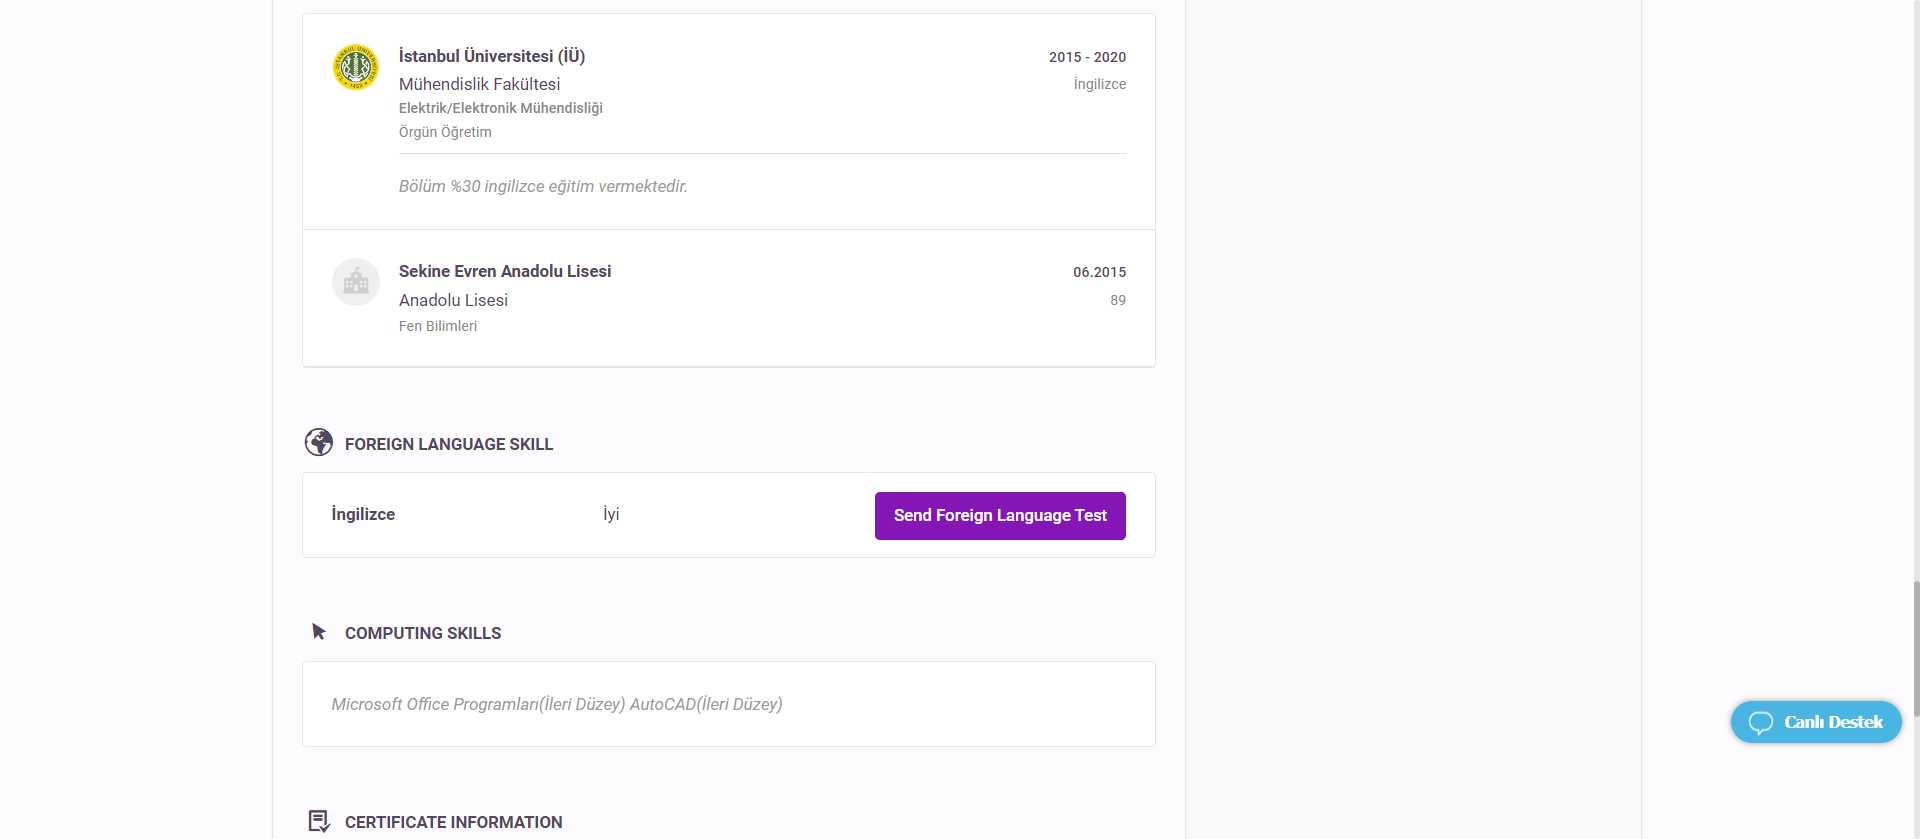 İstanbul Üniversitesi (İÜ)
2015 - 2020
Mühendislik Fakültesi
İngilizce
Elektrik/Elektronik Mühendisliği
Örgün Öğretim
Bölüm %30 ingilizce eğitim vermektedir.
Sekine Evren Anadolu Lisesi
06.2015
Anadolu Lisesi
89
Fen Bilimleri
FOREIGN LANGUAGE SKILL
İngilizce
İyi
Send Foreign Language Test
COMPUTING SKILLS
Microsoft Office Programları(İleri Düzey) AutoCAD(İleri Düzey)
Canlı Destek
CERTIFICATE INFORMATION